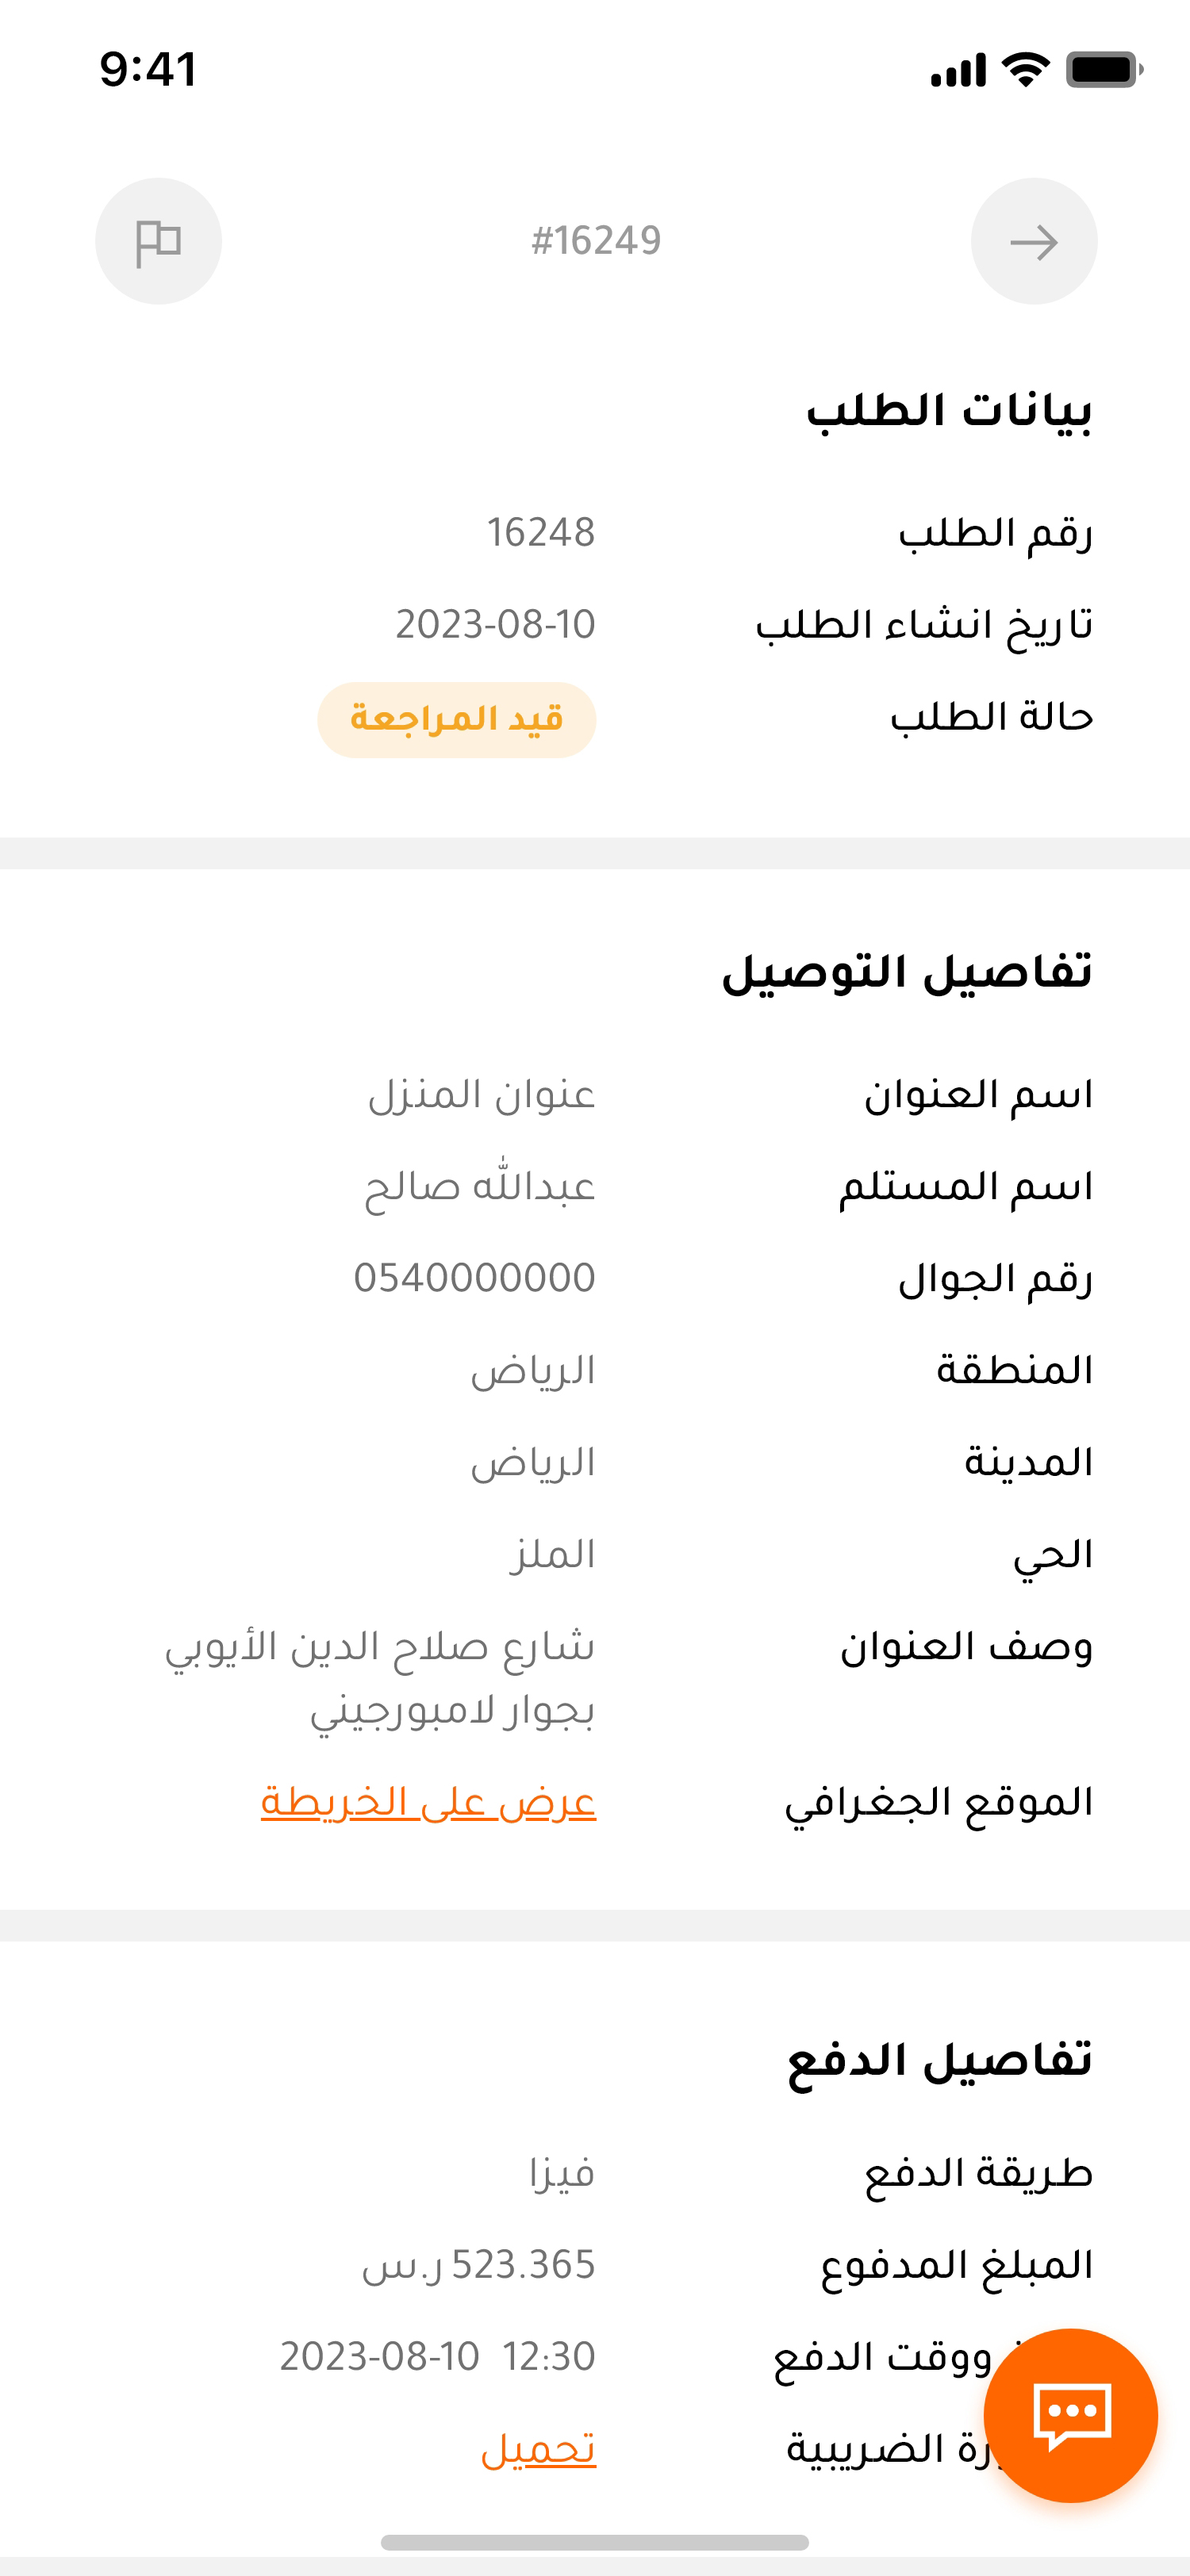 9:41
#16249
بيانات الطلب
رقم الطلب 16248
تاريخ انشاء الطلب 2023-08-10
حالة الطلب قيد المراجعة
تفاصيل التوصيل
اسم العنوان عنوان المنزل
اسم المستلم عبدالله صالح
رقم الجوال 0540000000
المنطقة الرياض
المدينة الرياض
الحي الملز
وصف العنوان شارع صلاح الدين الأيوبي
بجوار لامبورجيني
الموقع الجغرافي عرض على الخريطة
تفاصيل الدفع
طريقة الدفع فيزا
المبلغ المدفوع 523.365 ر.س
ووقت الدفع 2023-08-10 12:30
الضريبية تحميل